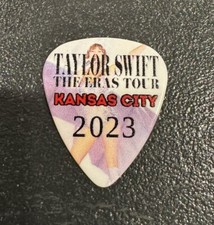 TAYLOR SWIFT
THE ERAS TOUR
KANSAS CITY
2023